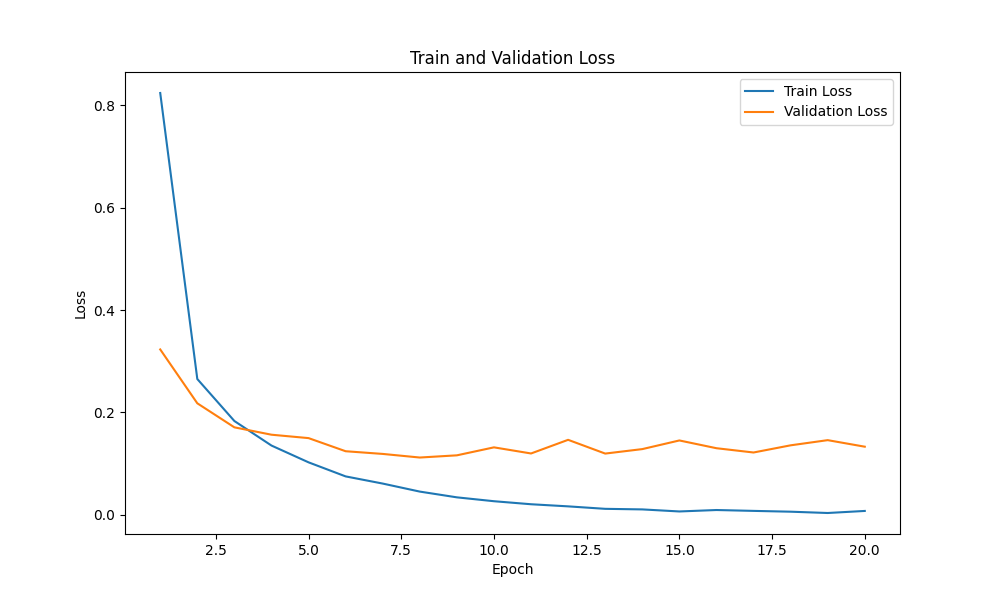 Train and Validation Loss
Train Loss
Validation Loss
Loss
0.8
0.6
0.4
0.2
0.0
2.5 5.0 7.5 10.0 12.5 15.0 17.5 20.0
Epoch